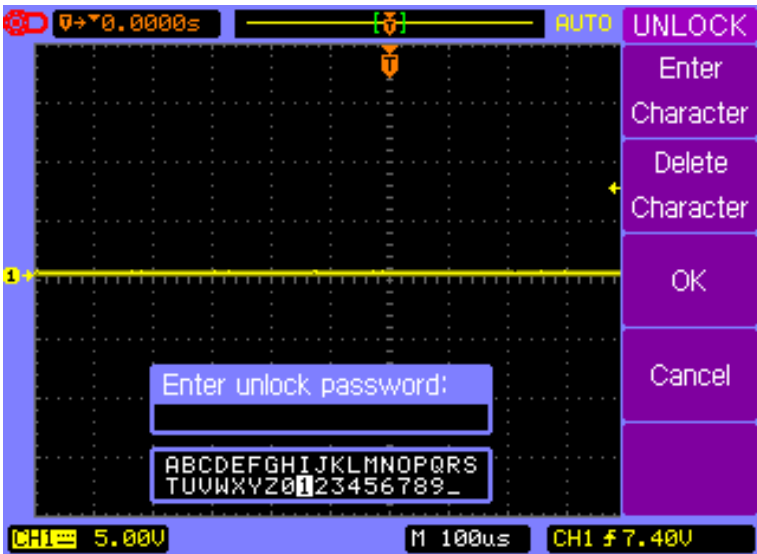 T→▼0.0000s [T] AUTO UNLOCK
T
Enter
Character
Delete
Character
1
OK
Enter unlock password:
Cancel
ABCDEFGHIJKLMNOPQRS
TUVWXYZ0123456789_
CH1 5.00V M 100us CH1 7.40V